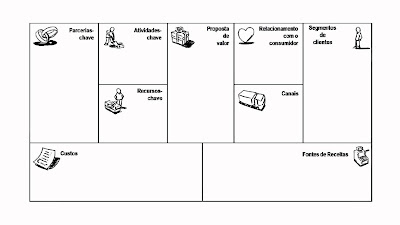 Parcerias-
chave
Atividades-
chave
Proposta
de
valor
Relacionamento
com o
consumidor
Segmentos
de
clientes
Recursos-
chave
Canais
Custos
Fontes de Receitas